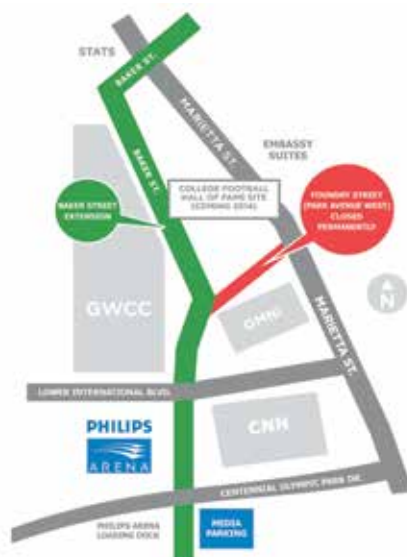 BAKER ST.
STATS
MARIETTA ST.
BAKER ST.
EMBASSY
SUITES
COLLEGE FOOTBALL
HALL OF FAME SITE
(COMING 2014)
BAKER STREET
EXTENSION
FOUNDRY STREET
(PARK AVENUE WEST)
CLOSED
PERMANENTLY
GWCC
OMNI
N
MARIETTA ST.
LOWER INTERNATIONAL BLVD.
PHILIPS
ARENA
CNN
CENTENNIAL OLYMPIC PARK DR.
PHILIPS ARENA
LOADING DOCK
MEDIA
PARKING